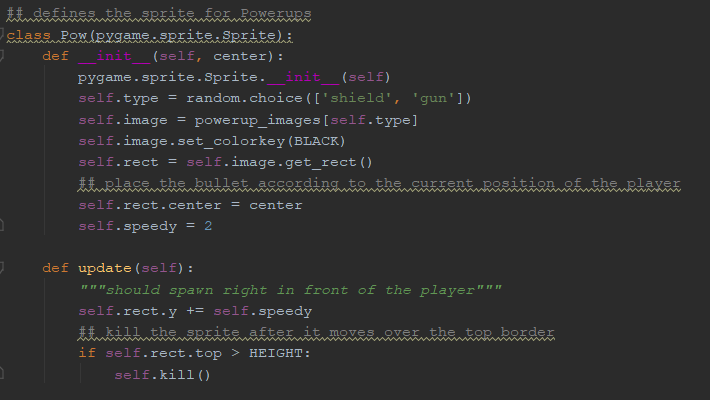 ## defines the sprite for Powerups
class Pow(pygame.sprite.Sprite):
    def __init__(self, center):
        pygame.sprite.Sprite.__init__(self)
        self.type = random.choice(['shield', 'gun'])
        self.image = powerup_images[self.type]
        self.image.set_colorkey(BLACK)
        self.rect = self.image.get_rect()
        ## place the bullet according to the current position of the player
        self.rect.center = center
        self.speedy = 2

    def update(self):
        """should spawn right in front of the player"""
        self.rect.y += self.speedy
        ## kill the sprite after it moves over the top border
        if self.rect.top > HEIGHT:
            self.kill()